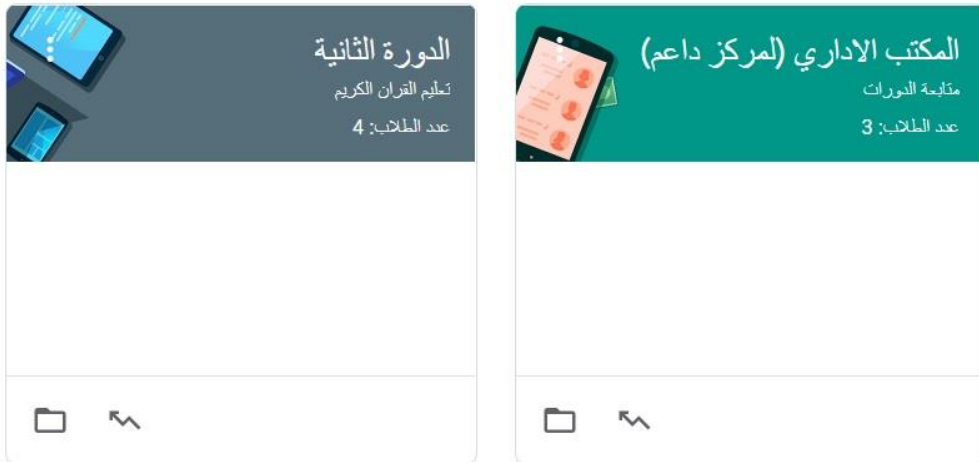 المكتب الاداري (لمركز داعم)
متابعة الدورات
عدد الطلاب: 3
الدورة الثانية
تعليم القران الكريم
عدد الطلاب: 4